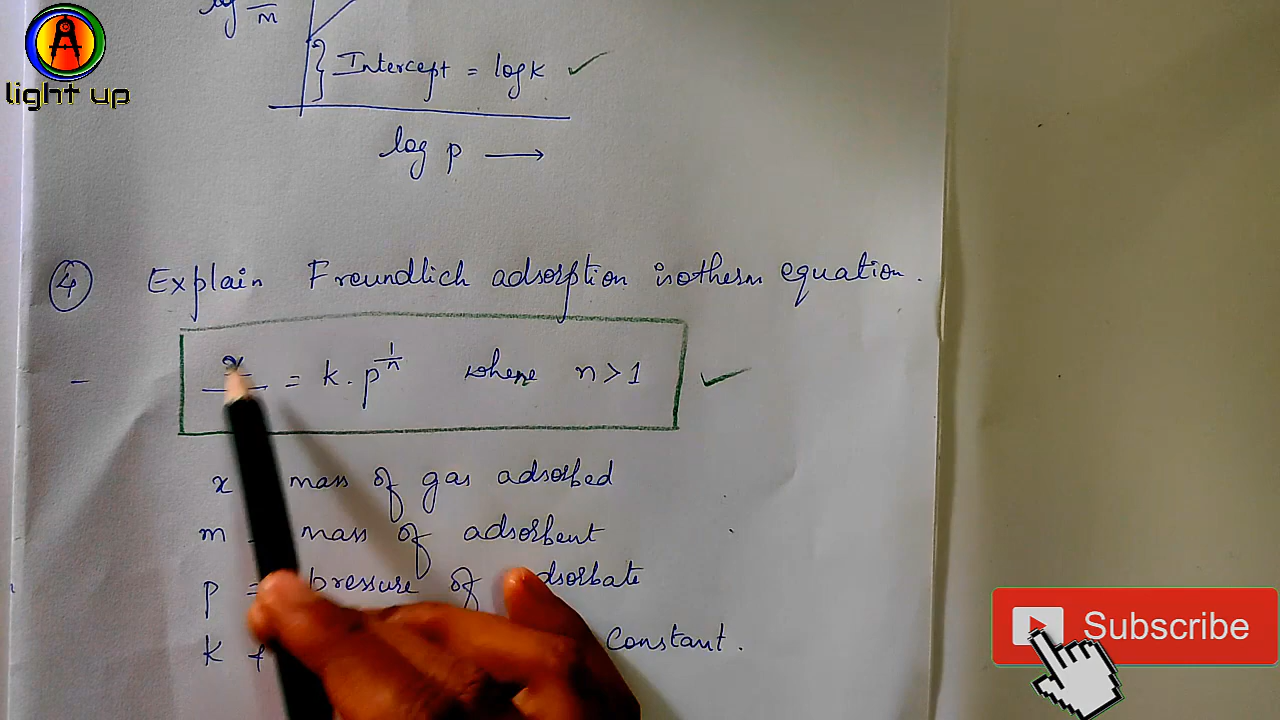 light up
m
Intercept = log k ✓
log p →
④ Explain Freundlich adsorption isotherm equation.
– x = k . p^1/n where n > 1 ✓
x mass of gas adsorbed
m mass of adsorbent
p = pressure of
k Constant.
Subscribe